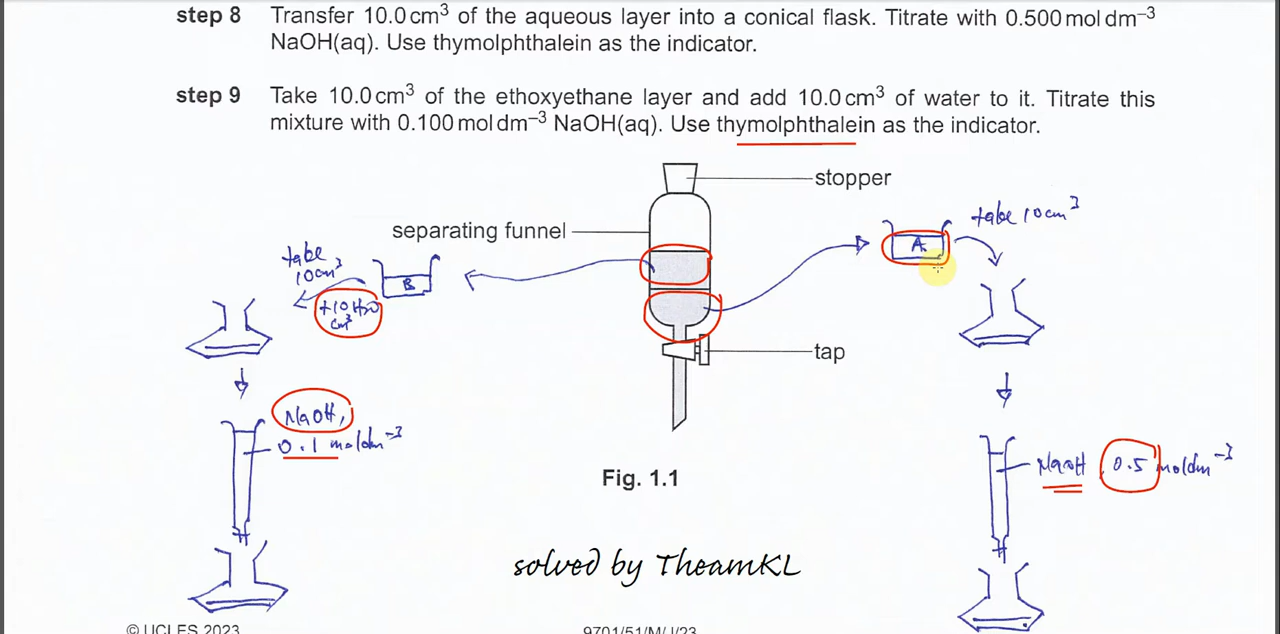 step 8 Transfer 10.0 cm³ of the aqueous layer into a conical flask. Titrate with 0.500 mol dm⁻³
NaOH(aq). Use thymolphthalein as the indicator.
step 9 Take 10.0 cm³ of the ethoxyethane layer and add 10.0 cm³ of water to it. Titrate this
mixture with 0.100 mol dm⁻³ NaOH(aq). Use thymolphthalein as the indicator.
stopper
separating funnel
take 10cm³
A
take
10cm³
B
+10 H₂O
cm³
tap
NaOH,
0.1 moldm⁻³
NaOH 0.5 moldm⁻³
Fig. 1.1
solved by TheamKL
© UCLES 2023
9701/51/M/J/23